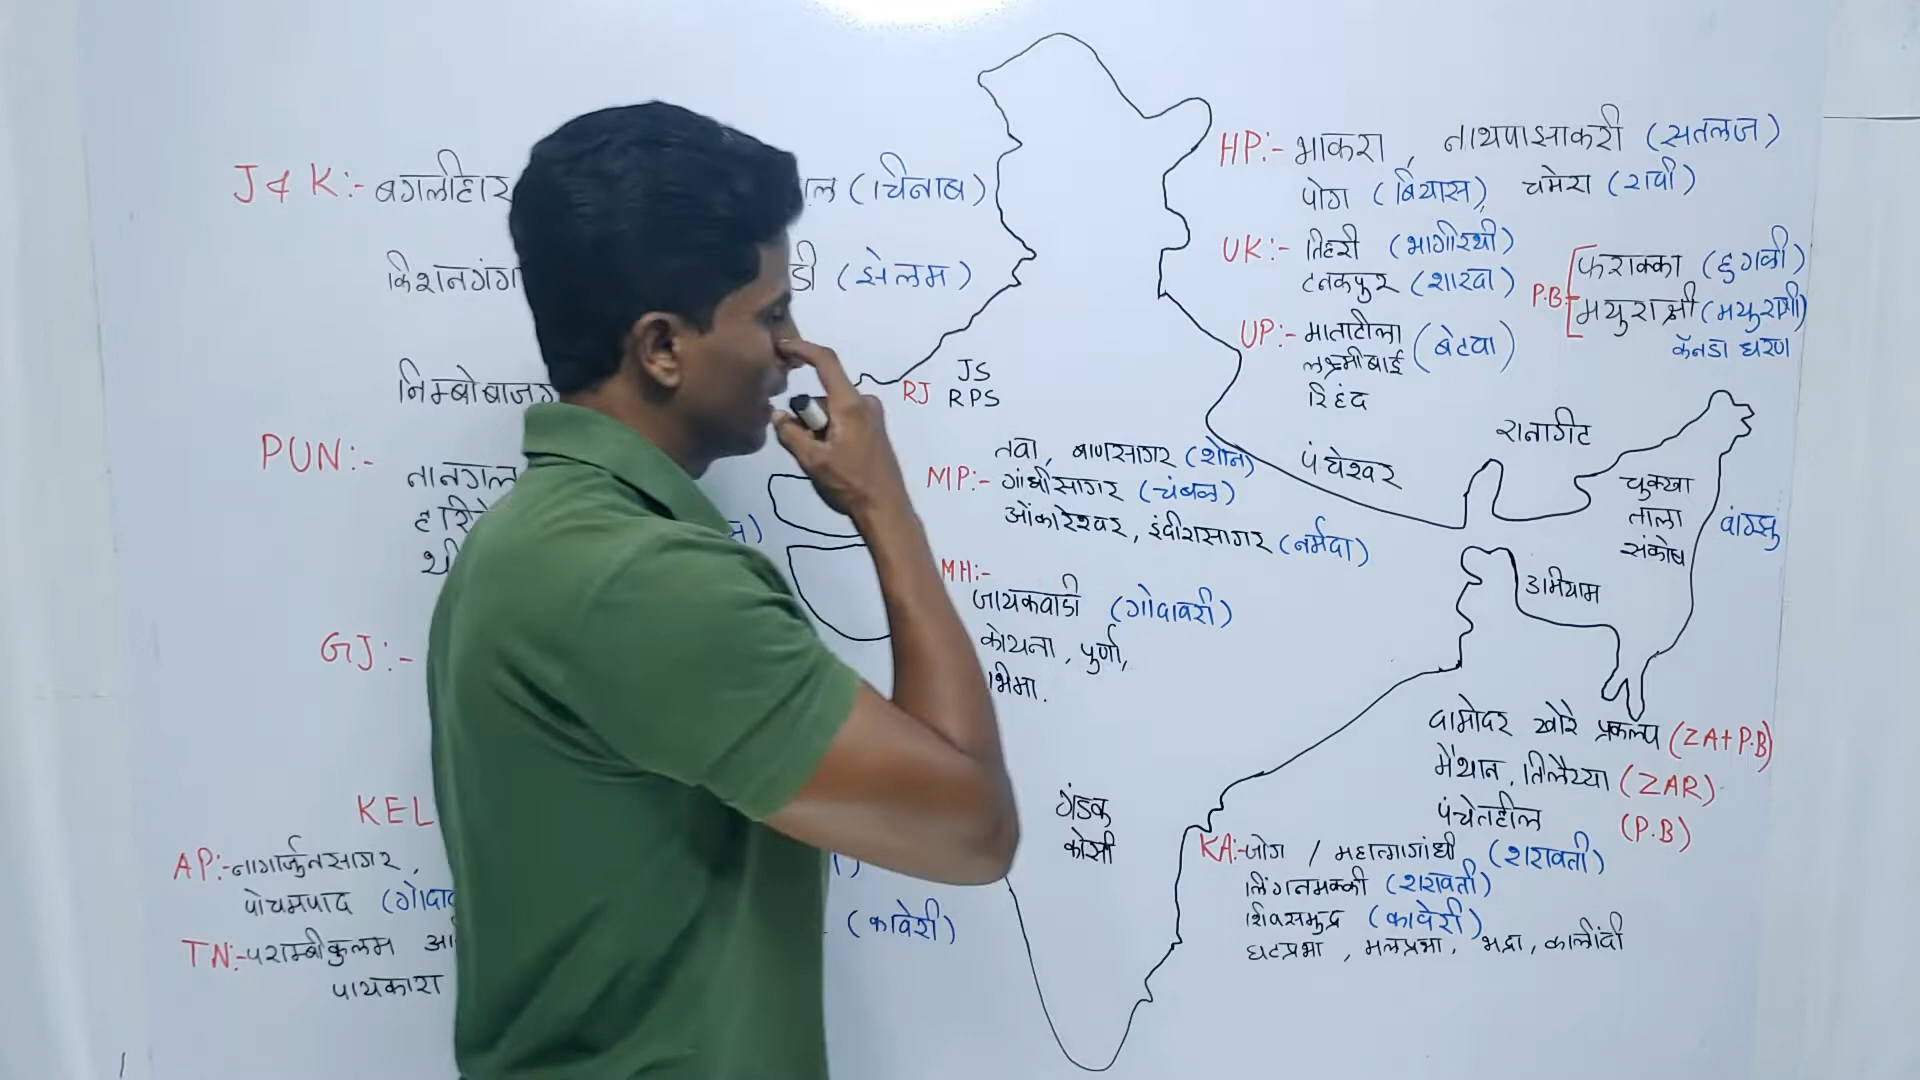 J & K:- बगलीहार ल (चिनाब)
किशनगंगा डी (झेलम)
निम्बोबाजग
PUN:-
नानगल
हरिके
GJ:-
KEL
AP:- नागार्जुनसागर,
पोचमपाद (गोदाव
TN:- पराम्बीकुलम
पायकारा
(कावेरी)
HP:- भाकरा , नाथपाझाकरी (सतलज)
पोंग (बियास), चमेरा (रावी)
UK:- तिहरी (भागीरथी)
टनकपुर (शारदा)
P.B. फराक्का (हुगळी)
मयुराक्षी (मयुराक्षी)
कॅनडा धरण
UP:- माताटीला
लक्ष्मीबाई (बेटवा)
रिहंद
RJ JS
RPS
तवा, बाणसागर (शोन)
MP:- गांधीसागर (चंबळ)
ओंकारेश्वर, इंदीरासागर (नर्मदा)
MH:-
जायकवाडी (गोदावरी)
कोयना, पुर्णा,
भिमा.
पंचेश्वर
रानागीट
चुक्खा
ताला
संकोष
वांग्झु
उमियाम
दामोदर खोरे प्रकल्प (ZA+P.B)
मैथान, तिलैय्या (ZAR)
पंचेतहील (P.B)
गंडक
कोसी
KA:- जोग / महात्मागांधी (शरावती)
लिंगनमक्की (शरावती)
शिवसमुद्र (कावेरी)
घटप्रभा , मलप्रभा, भद्रा, कालींदी